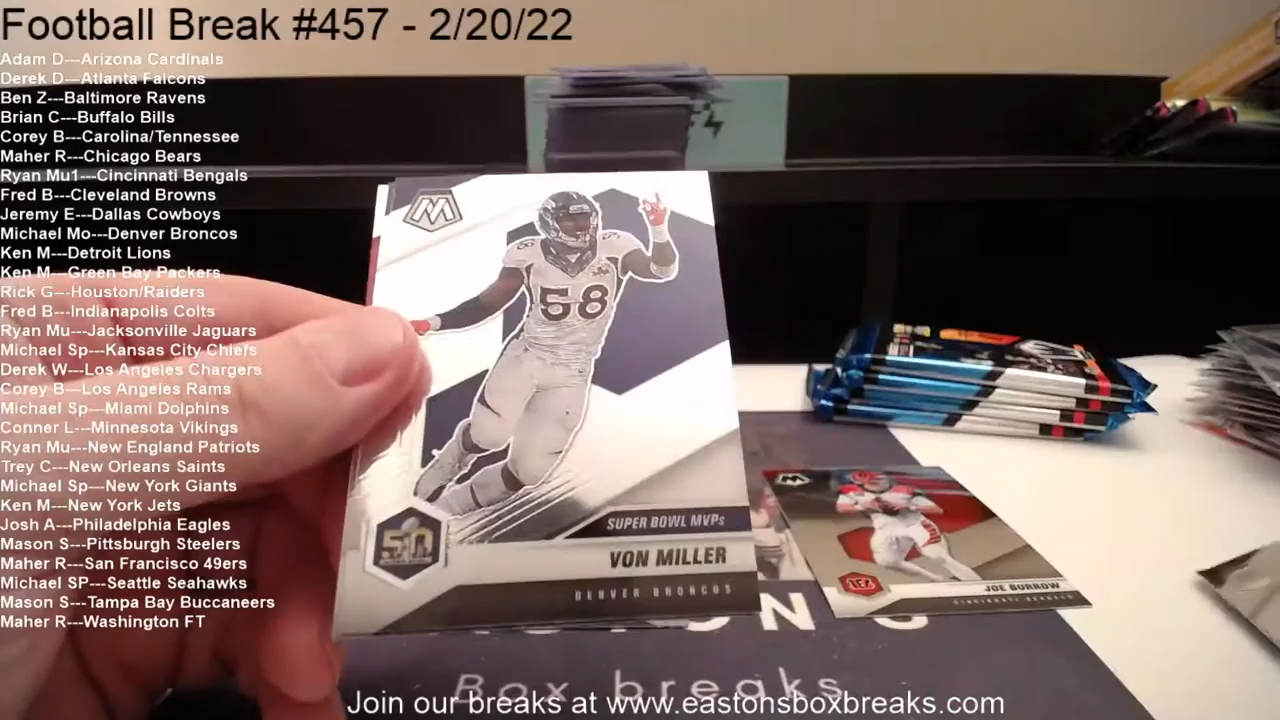 Football Break #457 - 2/20/22
Adam D---Arizona Cardinals
Derek D---Atlanta Falcons
Ben Z---Baltimore Ravens
Brian C---Buffalo Bills
Corey B---Carolina/Tennessee
Maher R---Chicago Bears
Ryan Mu1---Cincinnati Bengals
Fred B---Cleveland Browns
Jeremy E---Dallas Cowboys
Michael Mo---Denver Broncos
Ken M---Detroit Lions
Ken M---Green Bay Packers
Rick G---Houston/Raiders
Fred B---Indianapolis Colts
Ryan Mu---Jacksonville Jaguars
Michael Sp---Kansas City Chiefs
Derek W---Los Angeles Chargers
Corey B---Los Angeles Rams
Michael Sp---Miami Dolphins
Conner L---Minnesota Vikings
Ryan Mu---New England Patriots
Trey C---New Orleans Saints
Michael Sp---New York Giants
Ken M---New York Jets
Josh A---Philadelphia Eagles
Mason S---Pittsburgh Steelers
Maher R---San Francisco 49ers
Michael SP---Seattle Seahawks
Mason S---Tampa Bay Buccaneers
Maher R---Washington FT
M
58
58
50
SUPER BOWL MVPs
VON MILLER
DENVER BRONCOS
JOE BURROW
CINCINNATI BENGALS
Box breaks
Join our breaks at www.eastonsboxbreaks.com